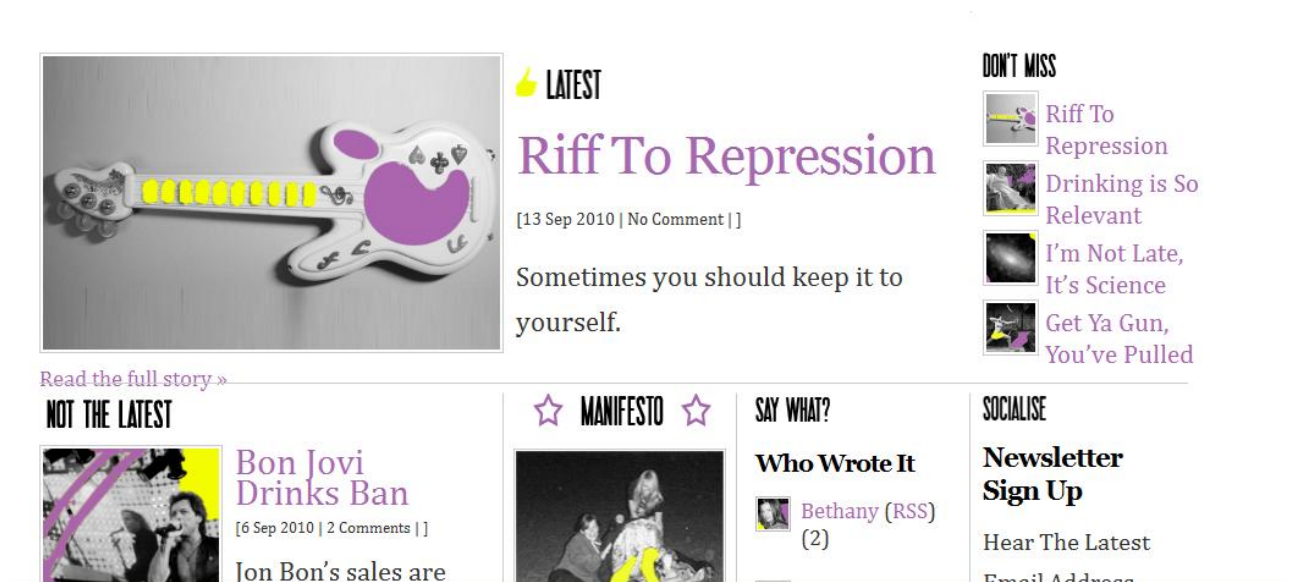 LATEST
Riff To Repression
[13 Sep 2010 | No Comment | ]
Sometimes you should keep it to
yourself.
Read the full story »
DON'T MISS
Riff To
Repression
Drinking is So
Relevant
I'm Not Late,
It's Science
Get Ya Gun,
You've Pulled
NOT THE LATEST
Bon Jovi
Drinks Ban
[6 Sep 2010 | 2 Comments | ]
Jon Bon's sales are
MANIFESTO
SAY WHAT?
Who Wrote It
Bethany (RSS)
(2)
SOCIALISE
Newsletter
Sign Up
Hear The Latest
Email Address